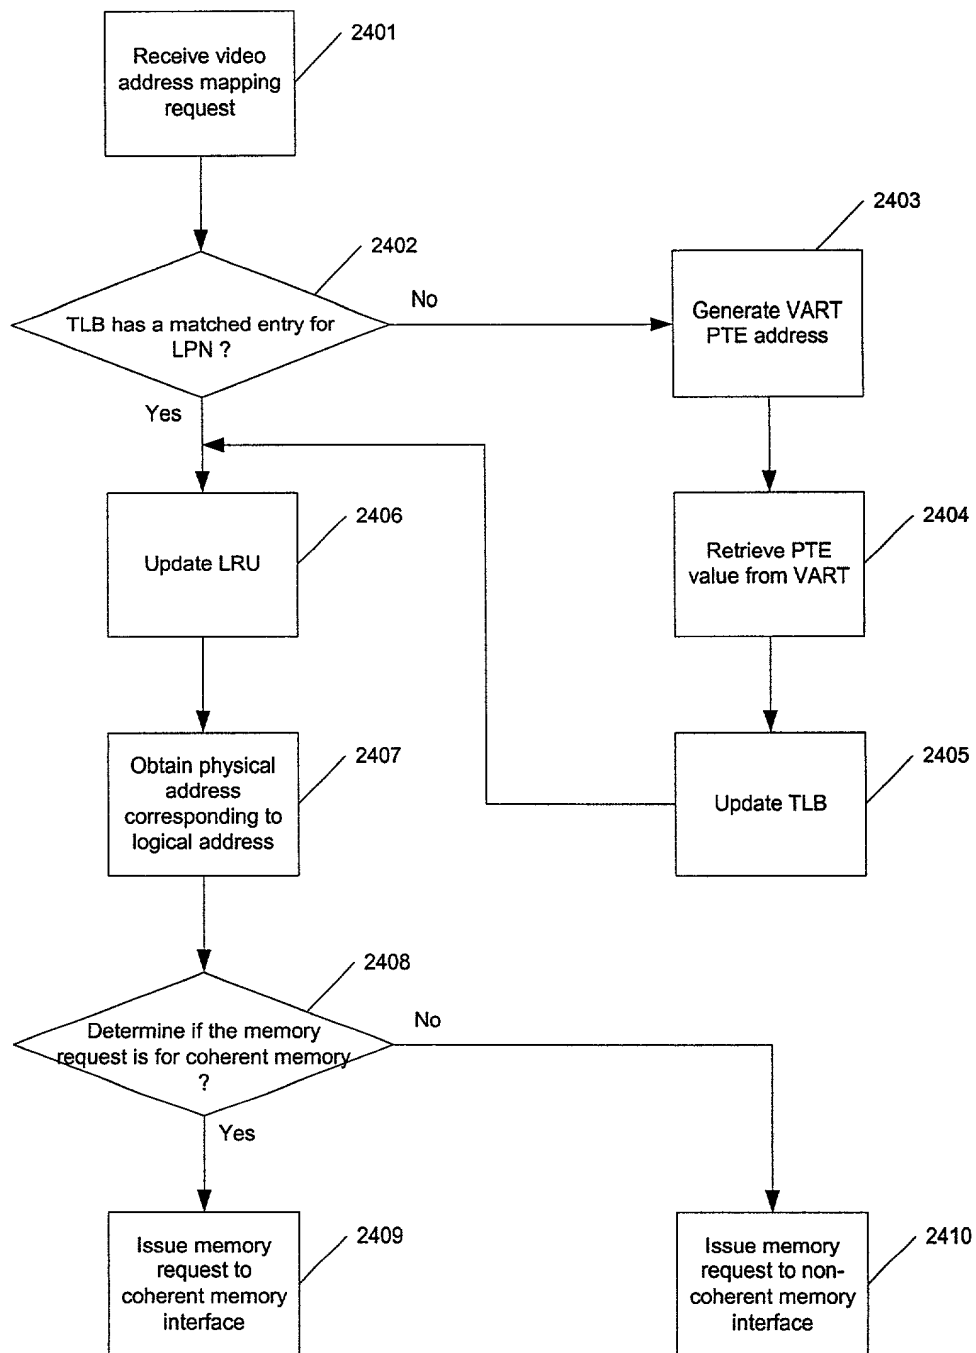 Receive video
address mapping
request
2401
TLB has a matched entry for
LPN ?
2402
No
Yes
Generate VART
PTE address
2403
Retrieve PTE
value from VART
2404
Update TLB
2405
Update LRU
2406
Obtain physical
address
corresponding to
logical address
2407
Determine if the memory
request is for coherent memory
?
2408
No
Yes
Issue memory
request to
coherent memory
interface
2409
Issue memory
request to non-
coherent memory
interface
2410